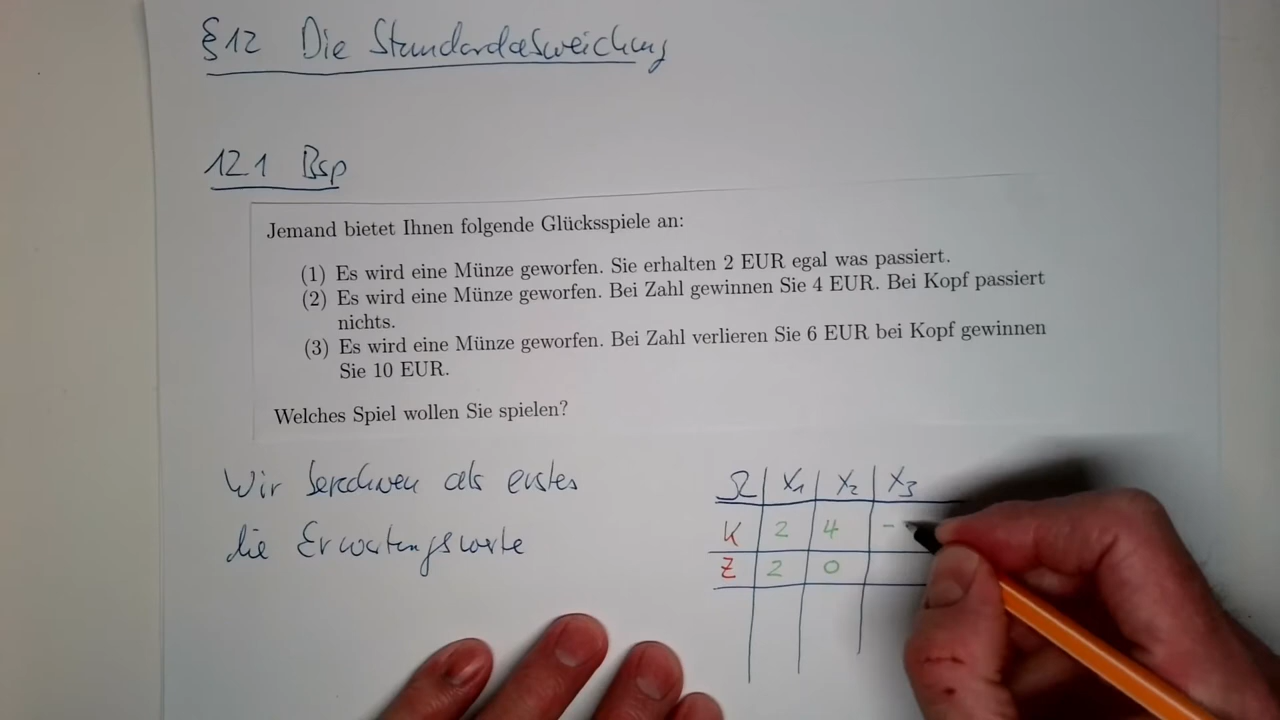 §12 Die Standardabweichung
12.1 Bsp
Jemand bietet Ihnen folgende Glücksspiele an:
(1) Es wird eine Münze geworfen. Sie erhalten 2 EUR egal was passiert.
(2) Es wird eine Münze geworfen. Bei Zahl gewinnen Sie 4 EUR. Bei Kopf passiert
nichts.
(3) Es wird eine Münze geworfen. Bei Zahl verlieren Sie 6 EUR bei Kopf gewinnen
Sie 10 EUR.
Welches Spiel wollen Sie spielen?
Wir berechnen als erstes
die Erwartungswerte
Ω X₁ X₂ X₃
K 2 4 -
Z 2 0